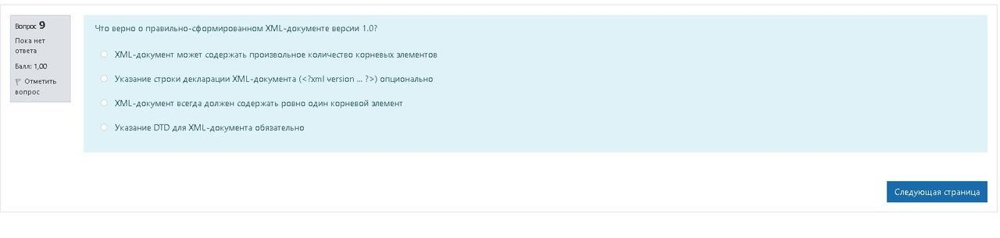 Вопрос 9
Пока нет
ответа
Балл: 1,00
Отметить
вопрос
Что верно о правильно-сформированном XML-документе версии 1.0?
XML-документ может содержать произвольное количество корневых элементов
Указание строки декларации XML-документа (<?xml version ... ?>) опционально
XML-документ всегда должен содержать ровно один корневой элемент
Указание DTD для XML-документа обязательно
Следующая страница